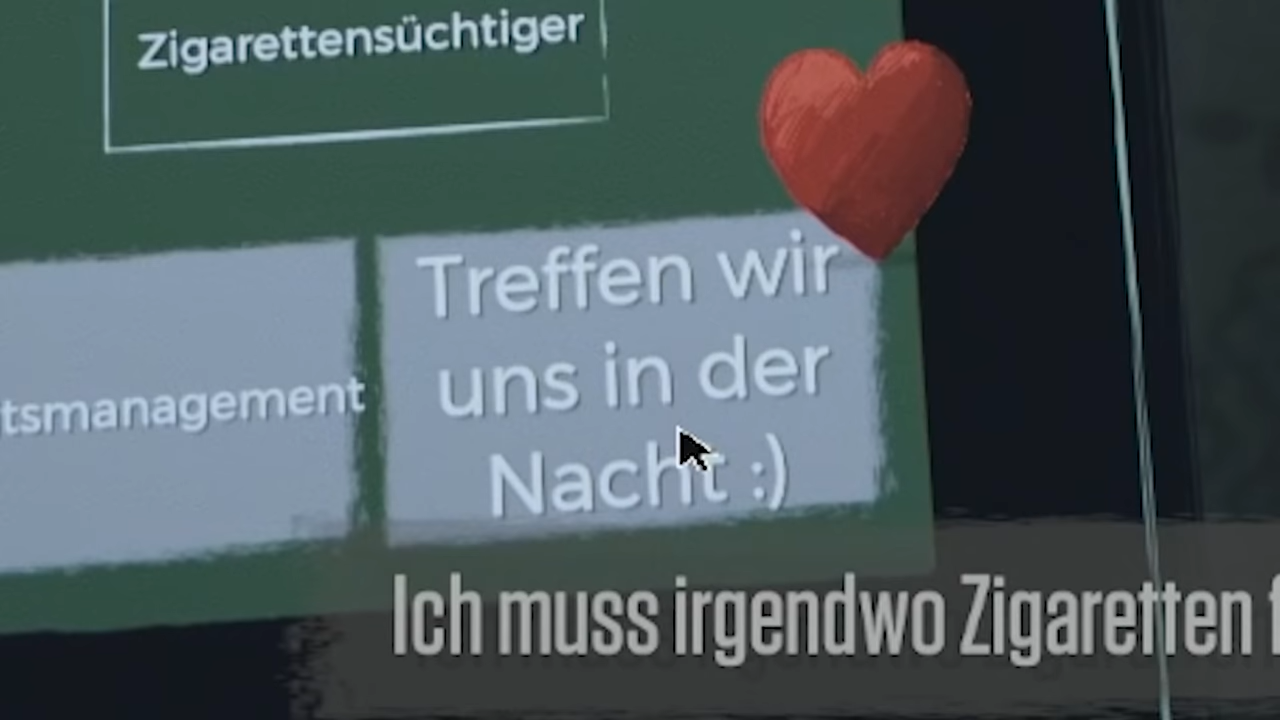 Zigarettensüchtiger
Treffen wir
uns in der
Nacht :)
tsmanagement
Ich muss irgendwo Zigaretten